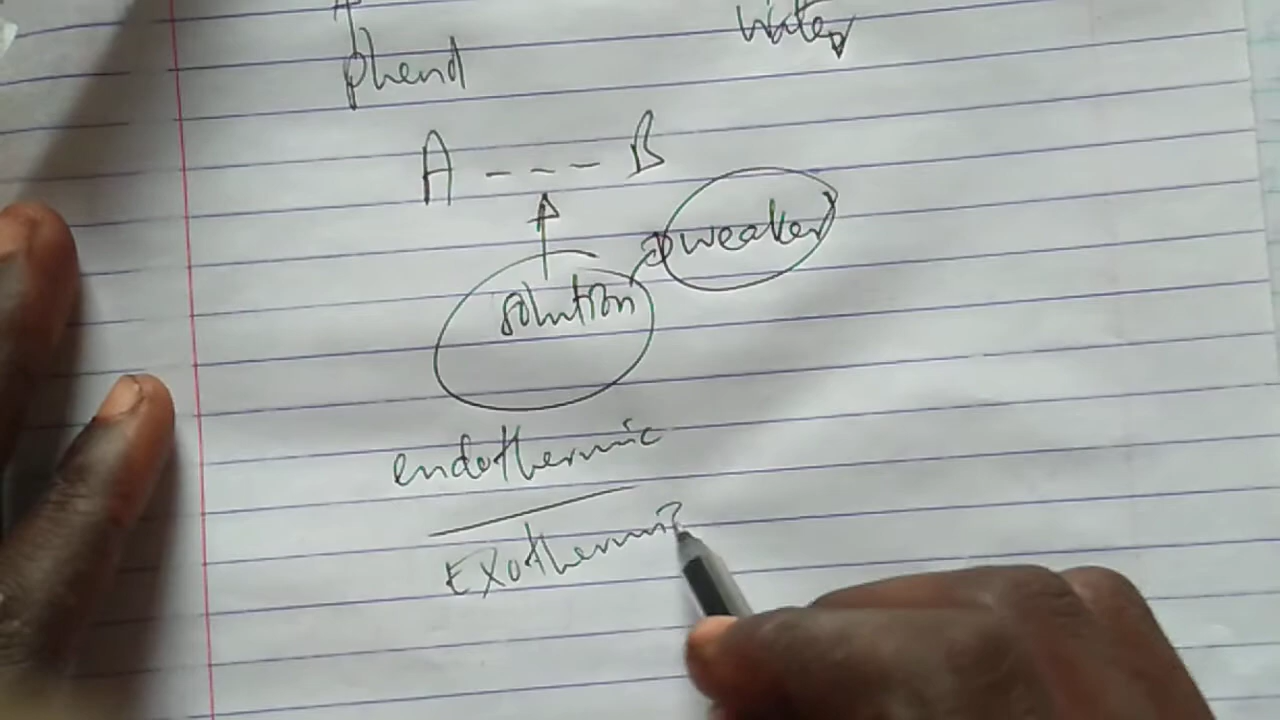 phenol water
A --- B
weaker
solution
endothermic
Exothermic